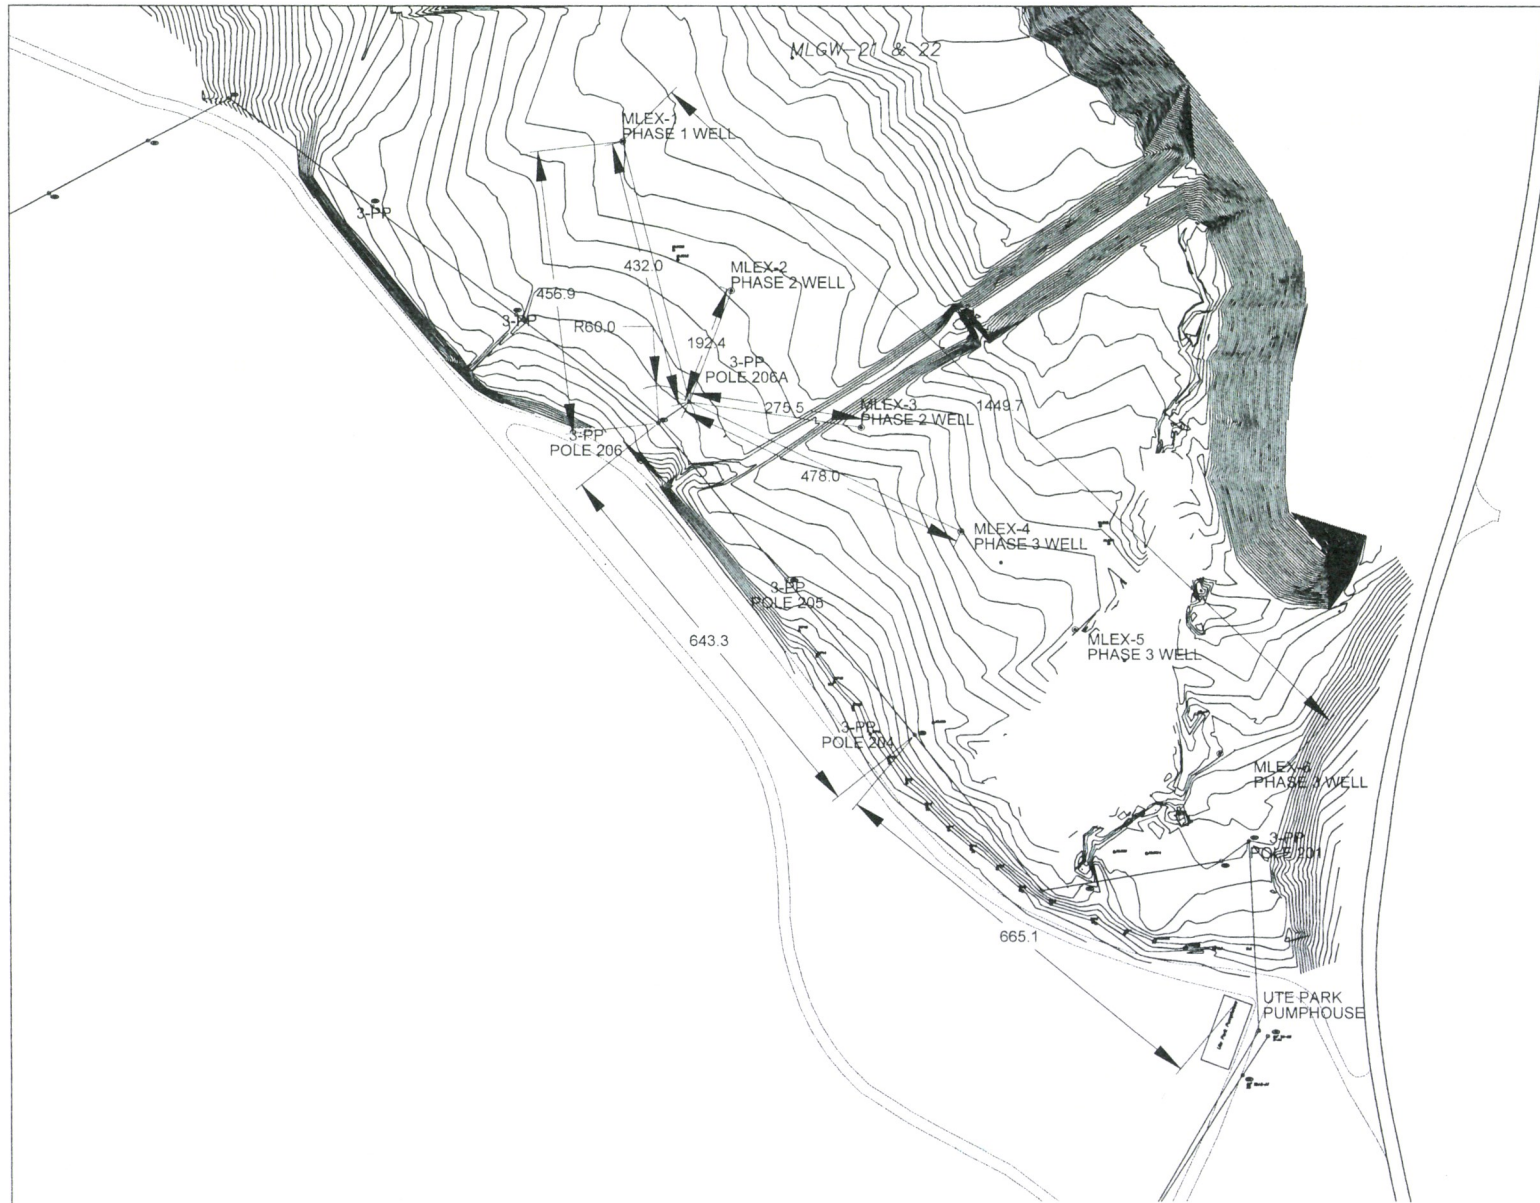 MLGW-21 & 22
MLEX-1
PHASE 1 WELL
3-PP
432.0
MLEX-2
PHASE 2 WELL
456.9
3-PP
R60.0
192.4
3-PP
POLE 206A
275.5
MLEX-3
PHASE 2 WELL
1449.7
3-PP
POLE 206
478.0
MLEX-4
PHASE 3 WELL
3-PP
POLE 205
643.3
MLEX-5
PHASE 3 WELL
3-PP
POLE 204
MLEX-6
PHASE 3 WELL
3-PP
POLE 201
665.1
UTE PARK
PUMPHOUSE
Ute Park Pumphouse